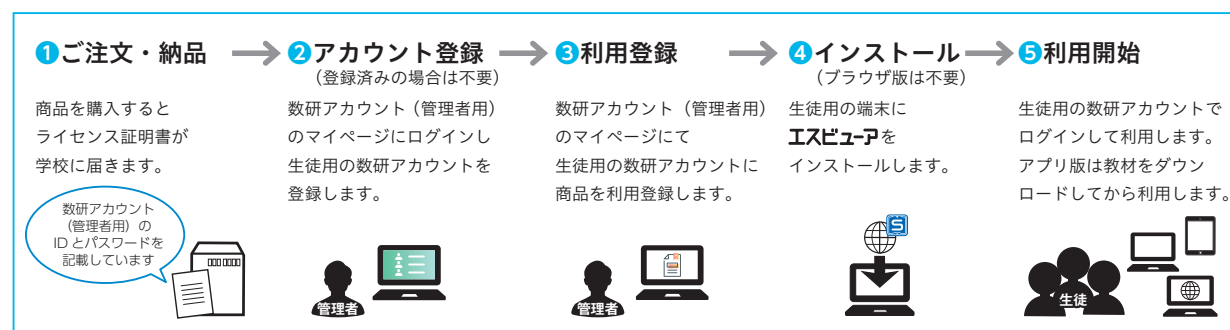 ❶ご注文・納品
商品を購入すると
ライセンス証明書が
学校に届きます。
数研アカウント
（管理者用）の
ID とパスワードを
記載しています
❷アカウント登録
（登録済みの場合は不要）
数研アカウント（管理者用）
のマイページにログインし
生徒用の数研アカウントを
登録します。
管理者
❸利用登録
数研アカウント（管理者用）
のマイページにて
生徒用の数研アカウントに
商品を利用登録します。
管理者
❹インストール
（ブラウザ版は不要）
生徒用の端末に
エスビューアを
インストールします。
S
❺利用開始
生徒用の数研アカウントで
ログインして利用します。
アプリ版は教材をダウン
ロードしてから利用します。
生徒